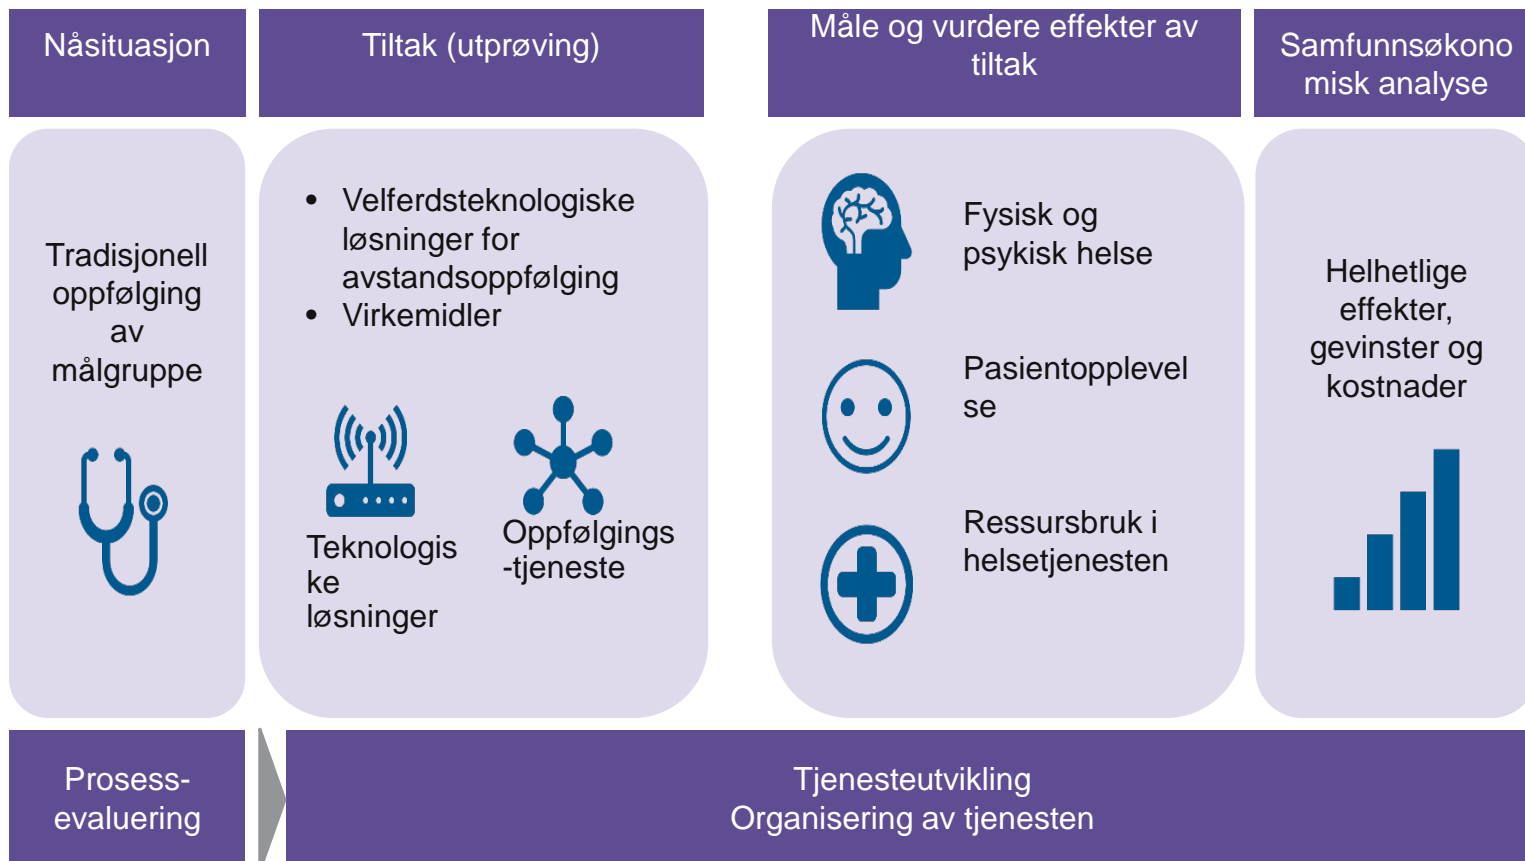 Nåsituasjon
Tiltak (utprøving)
Måle og vurdere effekter av
tiltak
Samfunnsøkono
misk analyse
Tradisjonell
oppfølging
av
målgruppe
• Velferdsteknologiske
løsninger for
avstandsoppfølging
• Virkemidler
Teknologis
ke
løsninger
Oppfølgings
-tjeneste
Fysisk og
psykisk helse
Pasientopplevel
se
Ressursbruk i
helsetjenesten
Helhetlige
effekter,
gevinster og
kostnader
Prosess-
evaluering
Tjenesteutvikling
Organisering av tjenesten